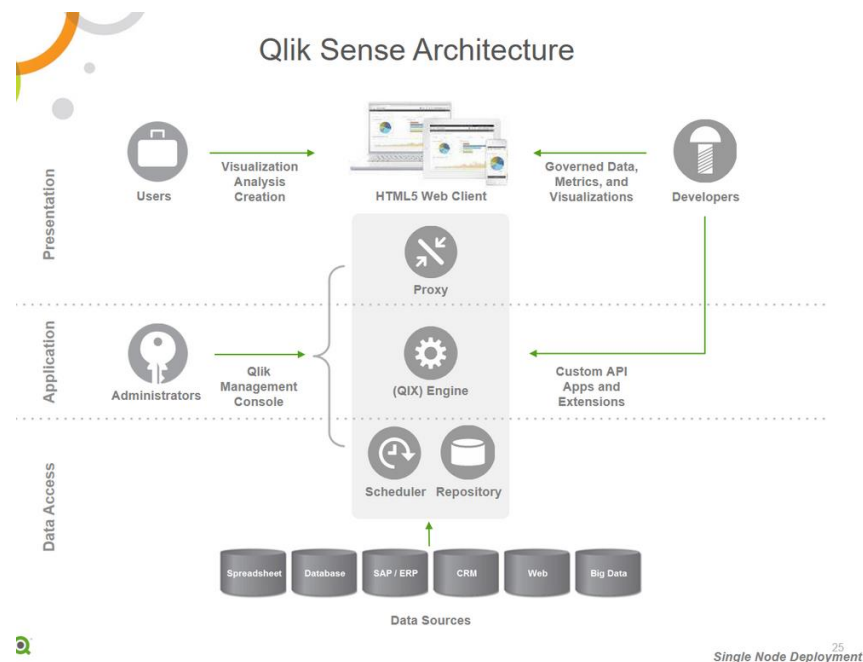 Qlik Sense Architecture
Presentation
Users
Visualization
Analysis
Creation
HTML5 Web Client
Governed Data,
Metrics, and
Visualizations
Developers
Proxy
Application
Administrators
Qlik
Management
Console
(QIX) Engine
Custom API
Apps and
Extensions
Data Access
Scheduler
Repository
Spreadsheet
Database
SAP / ERP
CRM
Web
Big Data
Data Sources
25
Single Node Deployment